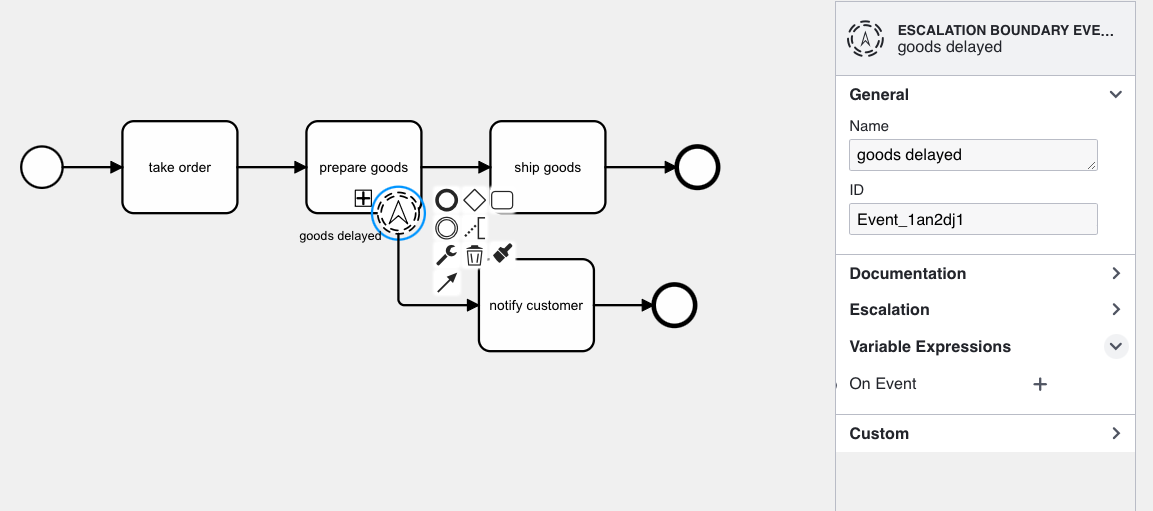 ESCALATION BOUNDARY EVE...
goods delayed
General
Name
goods delayed
ID
Event_1an2dj1
Documentation
Escalation
Variable Expressions
On Event
Custom
take order
prepare goods
ship goods
goods delayed
notify customer